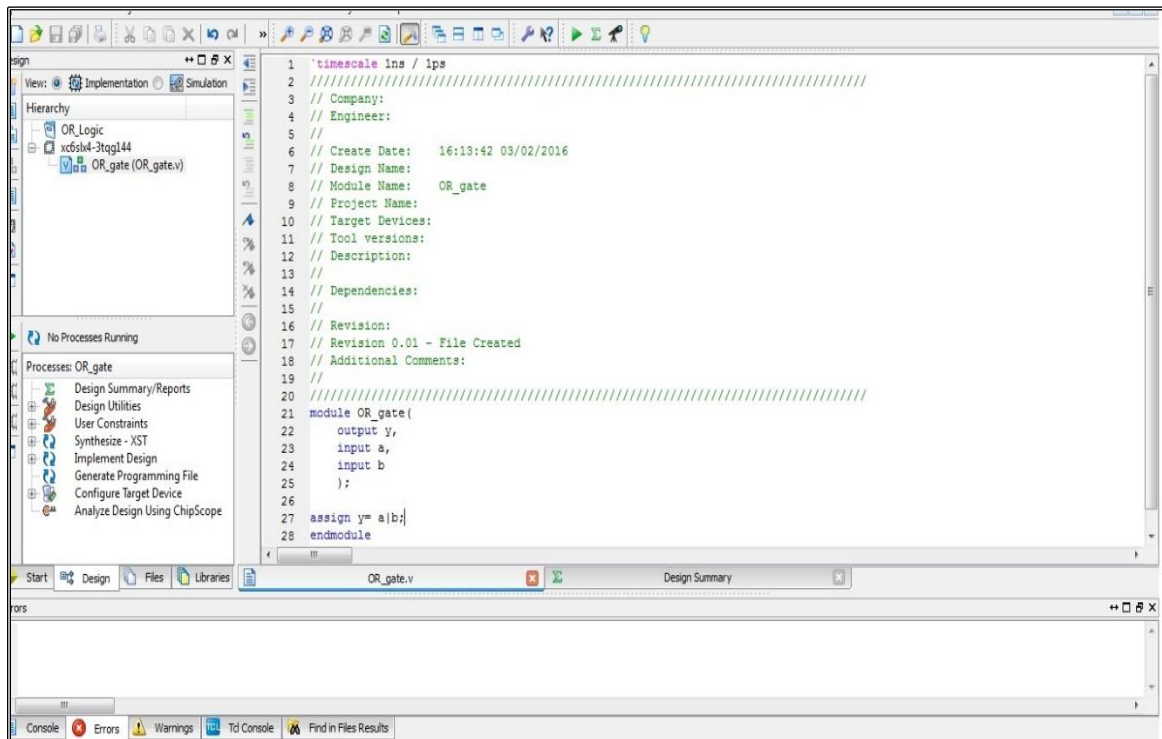 esign
View: Implementation Simulation
Hierarchy
OR_Logic
xc6slx4-3tqg144
OR_gate (OR_gate.v)
No Processes Running
Processes: OR_gate
Design Summary/Reports
Design Utilities
User Constraints
Synthesize - XST
Implement Design
Generate Programming File
Configure Target Device
Analyze Design Using ChipScope
Start Design Files Libraries
1 `timescale 1ns / 1ps
2 //////////////////////////////////////////////////////////////////////////////////
3 // Company:
4 // Engineer:
5 //
6 // Create Date: 16:13:42 03/02/2016
7 // Design Name:
8 // Module Name: OR_gate
9 // Project Name:
10 // Target Devices:
11 // Tool versions:
12 // Description:
13 //
14 // Dependencies:
15 //
16 // Revision:
17 // Revision 0.01 - File Created
18 // Additional Comments:
19 //
20 //////////////////////////////////////////////////////////////////////////////////
21 module OR_gate(
22 output y,
23 input a,
24 input b
25 );
26
27 assign y= a|b;
28 endmodule
OR_gate.v Design Summary
rors
Console Errors Warnings Tcl Console Find in Files Results